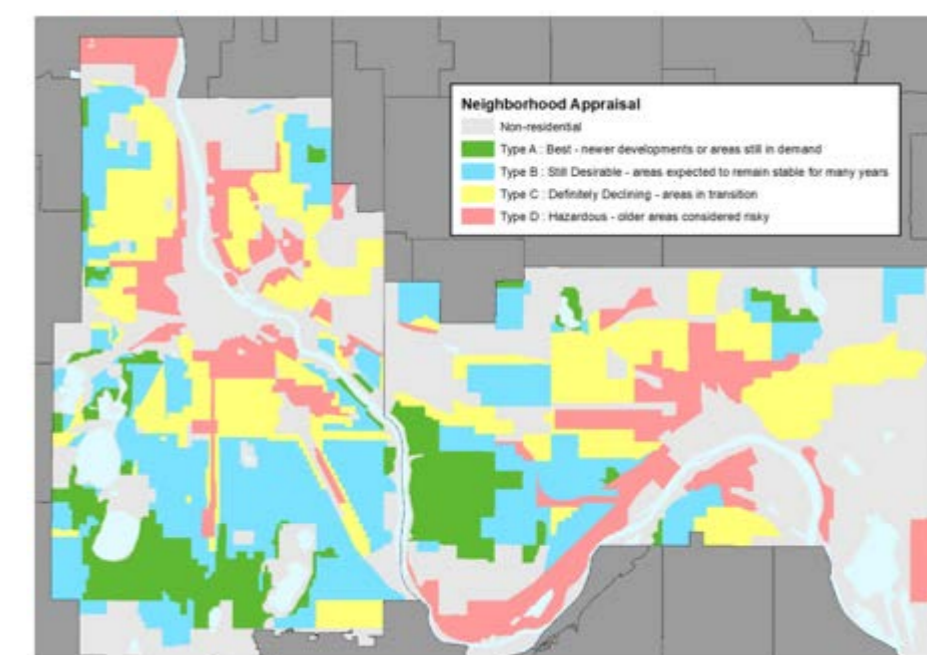 Neighborhood Appraisal
Non-residential
Type A : Best - newer developments or areas still in demand
Type B : Still Desirable - areas expected to remain stable for many years
Type C : Definitely Declining - areas in transition
Type D : Hazardous - older areas considered risky